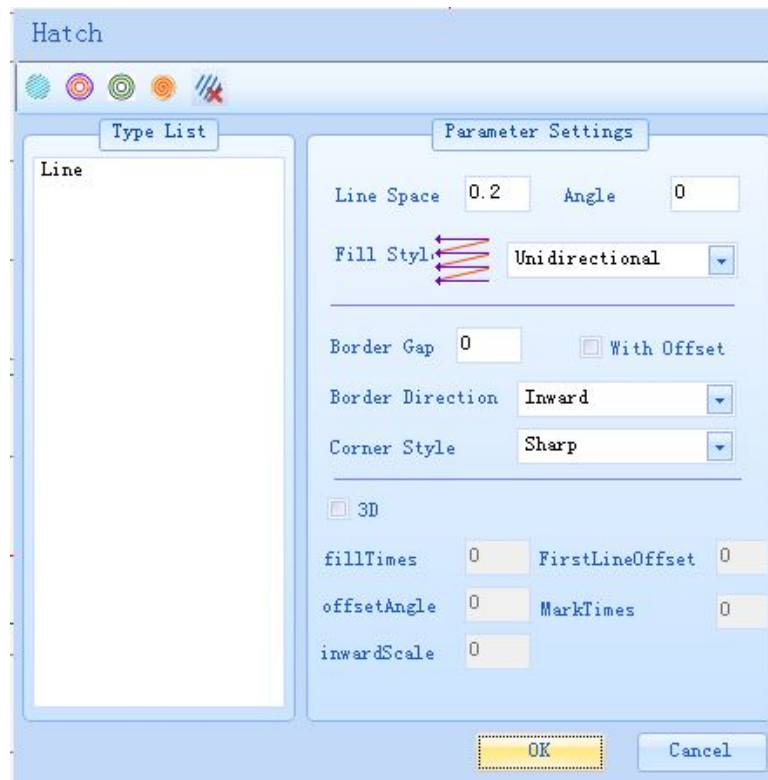 Hatch
Type List
Line
Parameter Settings
Line Space 0.2 Angle 0
Fill Styl Unidirectional
Border Gap 0 With Offset
Border Direction Inward
Corner Style Sharp
3D
fillTimes 0 FirstLineOffset 0
offsetAngle 0 MarkTimes 0
inwardScale 0
OK Cancel